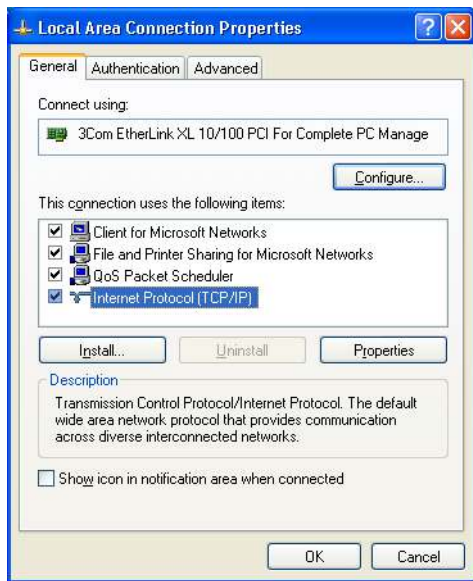 Local Area Connection Properties
General Authentication Advanced
Connect using:
3Com EtherLink XL 10/100 PCI For Complete PC Manage
Configure...
This connection uses the following items:
Client for Microsoft Networks
File and Printer Sharing for Microsoft Networks
QoS Packet Scheduler
Internet Protocol (TCP/IP)
Install... Uninstall Properties
Description
Transmission Control Protocol/Internet Protocol. The default
wide area network protocol that provides communication
across diverse interconnected networks.
Show icon in notification area when connected
OK Cancel